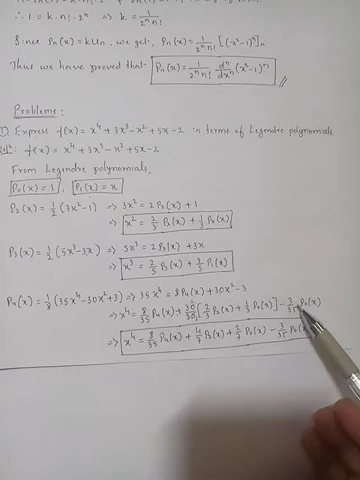 ∴ 1 = k·n!·2ⁿ ⇒ k = 1/(2ⁿ n!)
Since Pₙ(x) = kUₙ, we get, Pₙ(x) = 1/(2ⁿ n!) [(x²-1)ⁿ]ₙ
Thus we have proved that Pₙ(x) = 1/(2ⁿ n!) dⁿ/dxⁿ (x²-1)ⁿ //
Problems:
① Express f(x) = x⁴ + 3x³ - x² + 5x - 2 in terms of Legendre polynomials
f(x) = x⁴ + 3x³ - x² + 5x - 2
From Legendre polynomials,
P₀(x) = 1, P₁(x) = x
P₂(x) = 1/2 (3x²-1) ⇒ 3x² = 2P₂(x) + 1
⇒ x² = 2/3 P₂(x) + 1/3 P₀(x)
P₃(x) = 1/2 (5x³-3x) ⇒ 5x³ = 2P₃(x) + 3x
⇒ x³ = 2/5 P₃(x) + 3/5 P₁(x)
P₄(x) = 1/8 (35x⁴-30x²+3) ⇒ 35x⁴ = 8P₄(x) + 30x² - 3
⇒ x⁴ = 8/35 P₄(x) + 30/35 [2/3 P₂(x) + 1/3 P₀(x)] - 3/35 P₀(x)
⇒ x⁴ = 8/35 P₄(x) + 4/7 P₂(x) + 2/7 P₀(x) - 3/35 P₀(x)